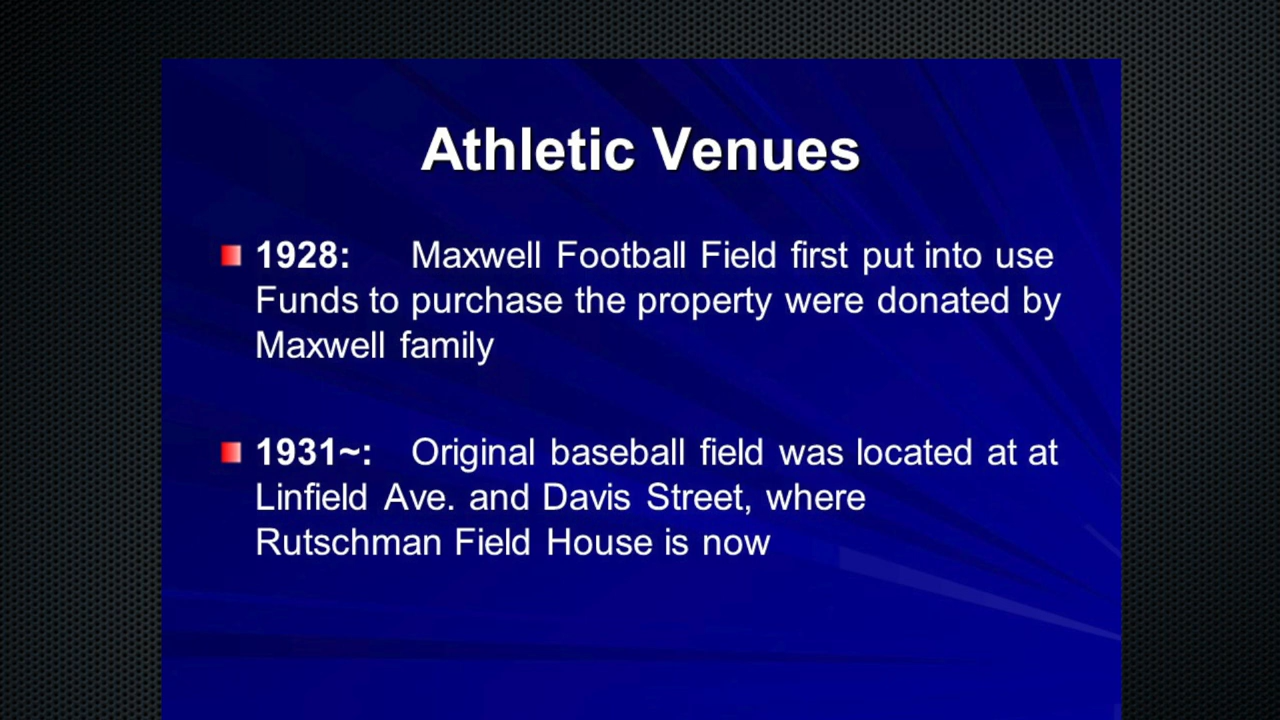 Athletic Venues
1928: Maxwell Football Field first put into use
Funds to purchase the property were donated by
Maxwell family
1931~: Original baseball field was located at at
Linfield Ave. and Davis Street, where
Rutschman Field House is now